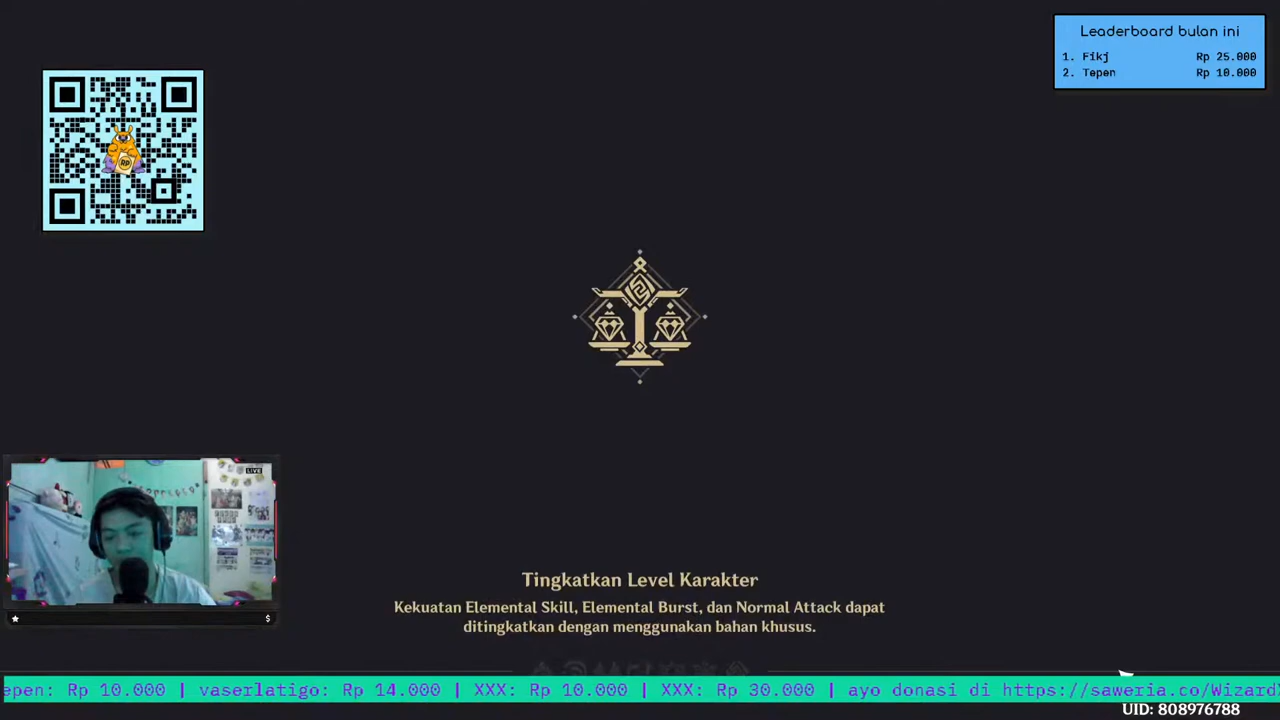 Leaderboard bulan ini
1. Fikj Rp 25.000
2. Tepen Rp 10.000
RP
LIVE
Tingkatkan Level Karakter
Kekuatan Elemental Skill, Elemental Burst, dan Normal Attack dapat
ditingkatkan dengan menggunakan bahan khusus.
epen: Rp 10.000 | vaserlatigo: Rp 14.000 | XXX: Rp 10.000 | XXX: Rp 30.000 | ayo donasi di https://saweria.co/Wizard
UID: 808976788